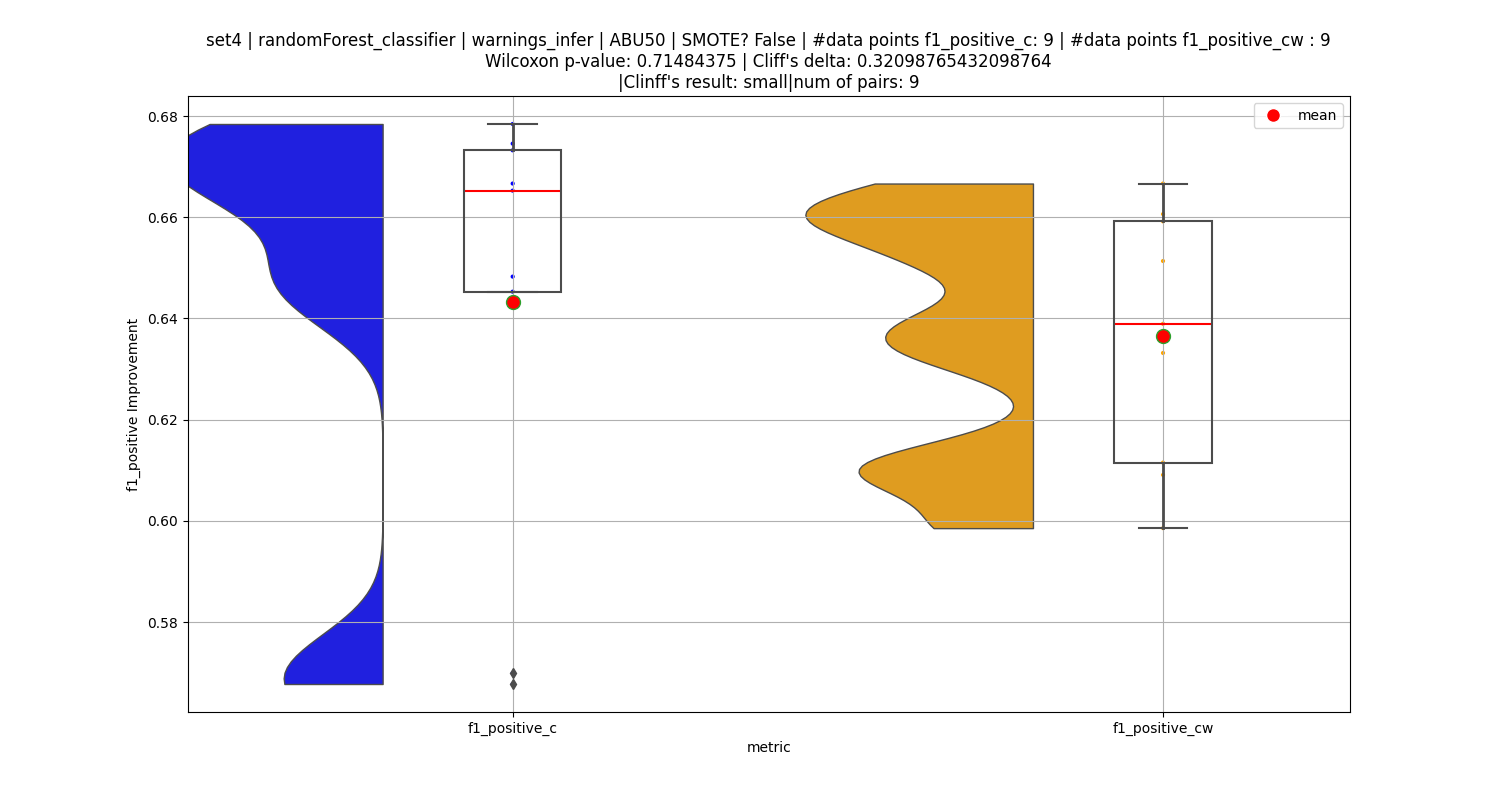 set4 | randomForest_classifier | warnings_infer | ABU50 | SMOTE? False | #data points f1_positive_c: 9 | #data points f1_positive_cw : 9
Wilcoxon p-value: 0.71484375 | Cliff's delta: 0.32098765432098764
|Clinff's result: small|num of pairs: 9
mean
0.68
0.66
0.64
0.62
0.60
0.58
f1_positive Improvement
f1_positive_c
f1_positive_cw
metric